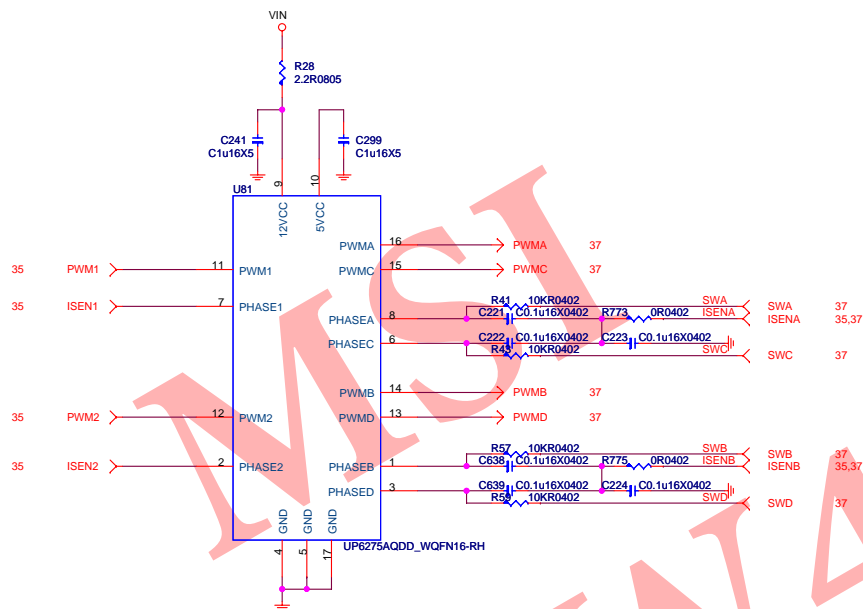 VIN
R28
2.2R0805
C241
C1u16X5
C299
C1u16X5
9
10
U81
12VCC
5VCC
PWMA 16 PWMA 37
35 PWM1 11 PWM1
PWMC 15 PWMC 37
35 ISEN1 7 PHASE1
R41 10KR0402 SWA SWA 37
PHASEA 8 C221 C0.1u16X0402 R773 0R0402 ISENA ISENA 35,37
PHASEC 6 C222 C0.1u16X0402 C223 C0.1u16X0402
R43 10KR0402 SWC SWC 37
PWMB 14 PWMB 37
35 PWM2 12 PWM2
PWMD 13 PWMD 37
R57 10KR0402 SWB SWB 37
35 ISEN2 2 PHASE2
PHASEB 1 C638 C0.1u16X0402 R775 0R0402 ISENB ISENB 35,37
PHASED 3 C639 C0.1u16X0402 C224 C0.1u16X0402
R59 10KR0402 SWD SWD 37
GND GND GND
4 5 17
UP6275AQDD_WQFN16-RH
MSI